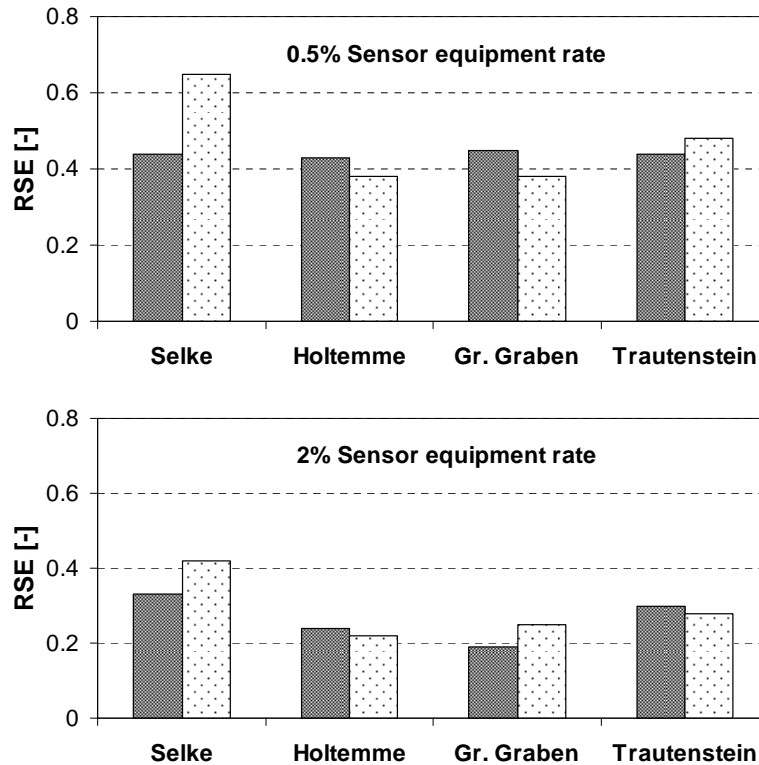 0.8
0.5% Sensor equipment rate
0.6
0.4
0.2
0
RSE [-]
Selke Holtemme Gr. Graben Trautenstein
0.8
2% Sensor equipment rate
0.6
0.4
0.2
0
RSE [-]
Selke Holtemme Gr. Graben Trautenstein